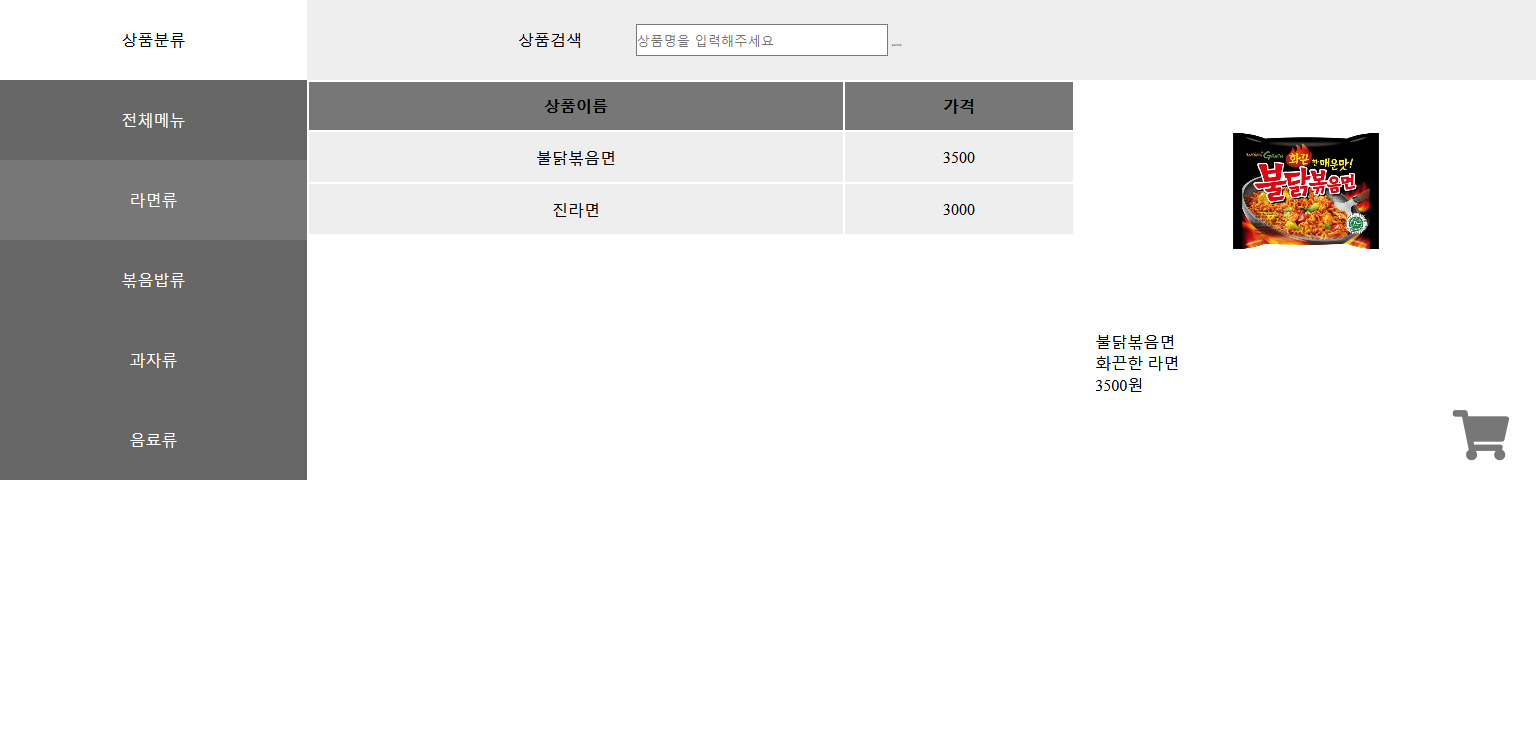 상품분류
상품검색
상품명을 입력해주세요
전체메뉴
라면류
볶음밥류
과자류
음료류
상품이름 가격
불닭볶음면 3500
진라면 3000
화끈한 매운맛!
불닭볶음면
불닭볶음면
화끈한 라면
3500원